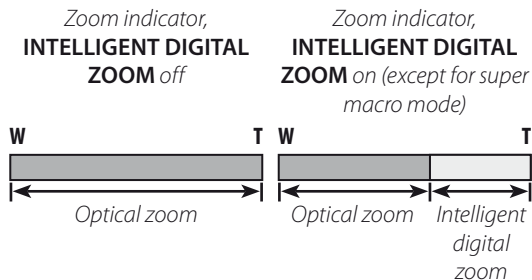 Zoom indicator,
INTELLIGENT DIGITAL
ZOOM off
W T
Optical zoom
Zoom indicator,
INTELLIGENT DIGITAL
ZOOM on (except for super
macro mode)
W T
Optical zoom
Intelligent
digital
zoom